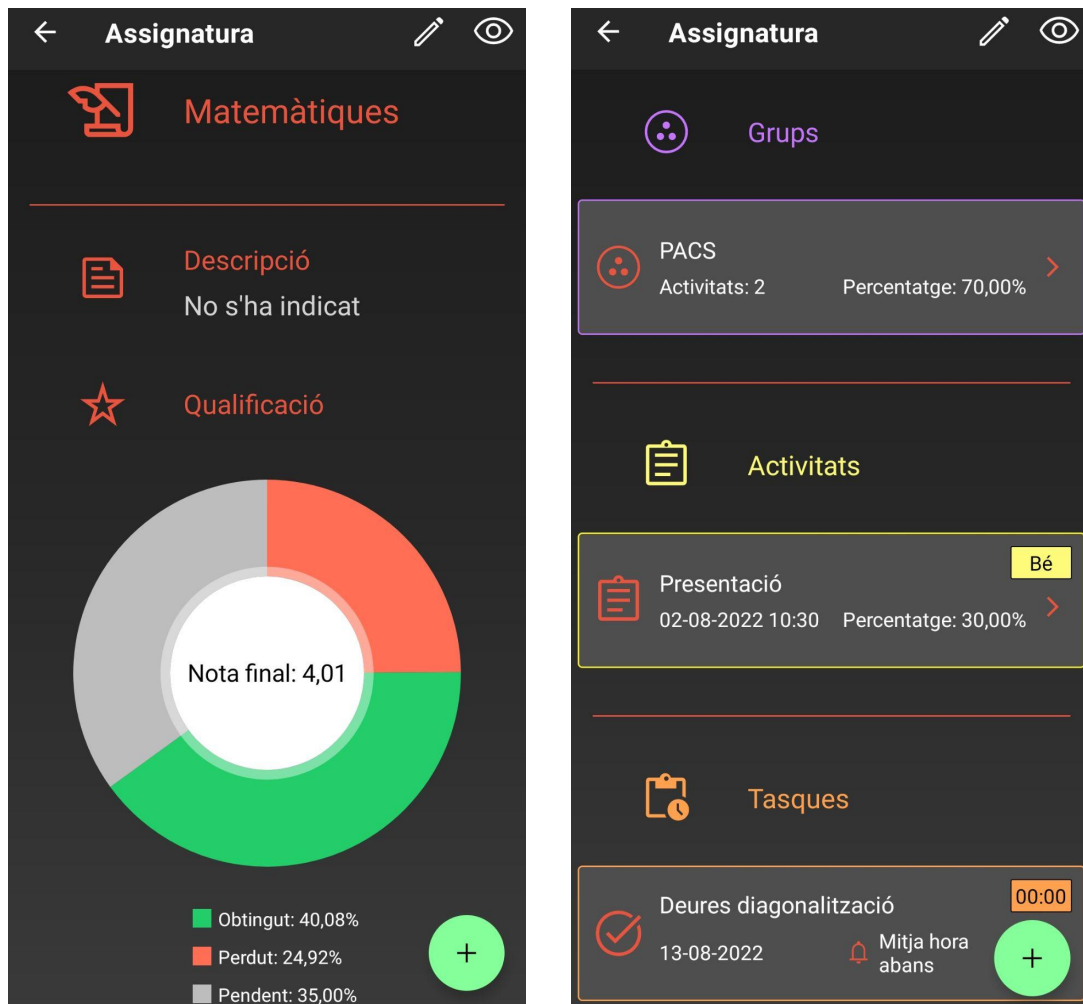 Assignatura
Matemàtiques
Descripció
No s'ha indicat
Qualificació
Nota final: 4,01
Obtingut: 40,08%
Perdut: 24,92%
Pendent: 35,00%
+
Assignatura
Grups
PACS
Activitats: 2 Percentatge: 70,00%
Activitats
Bé
Presentació
02-08-2022 10:30 Percentatge: 30,00%
Tasques
00:00
Deures diagonalització
13-08-2022 Mitja hora
abans
+